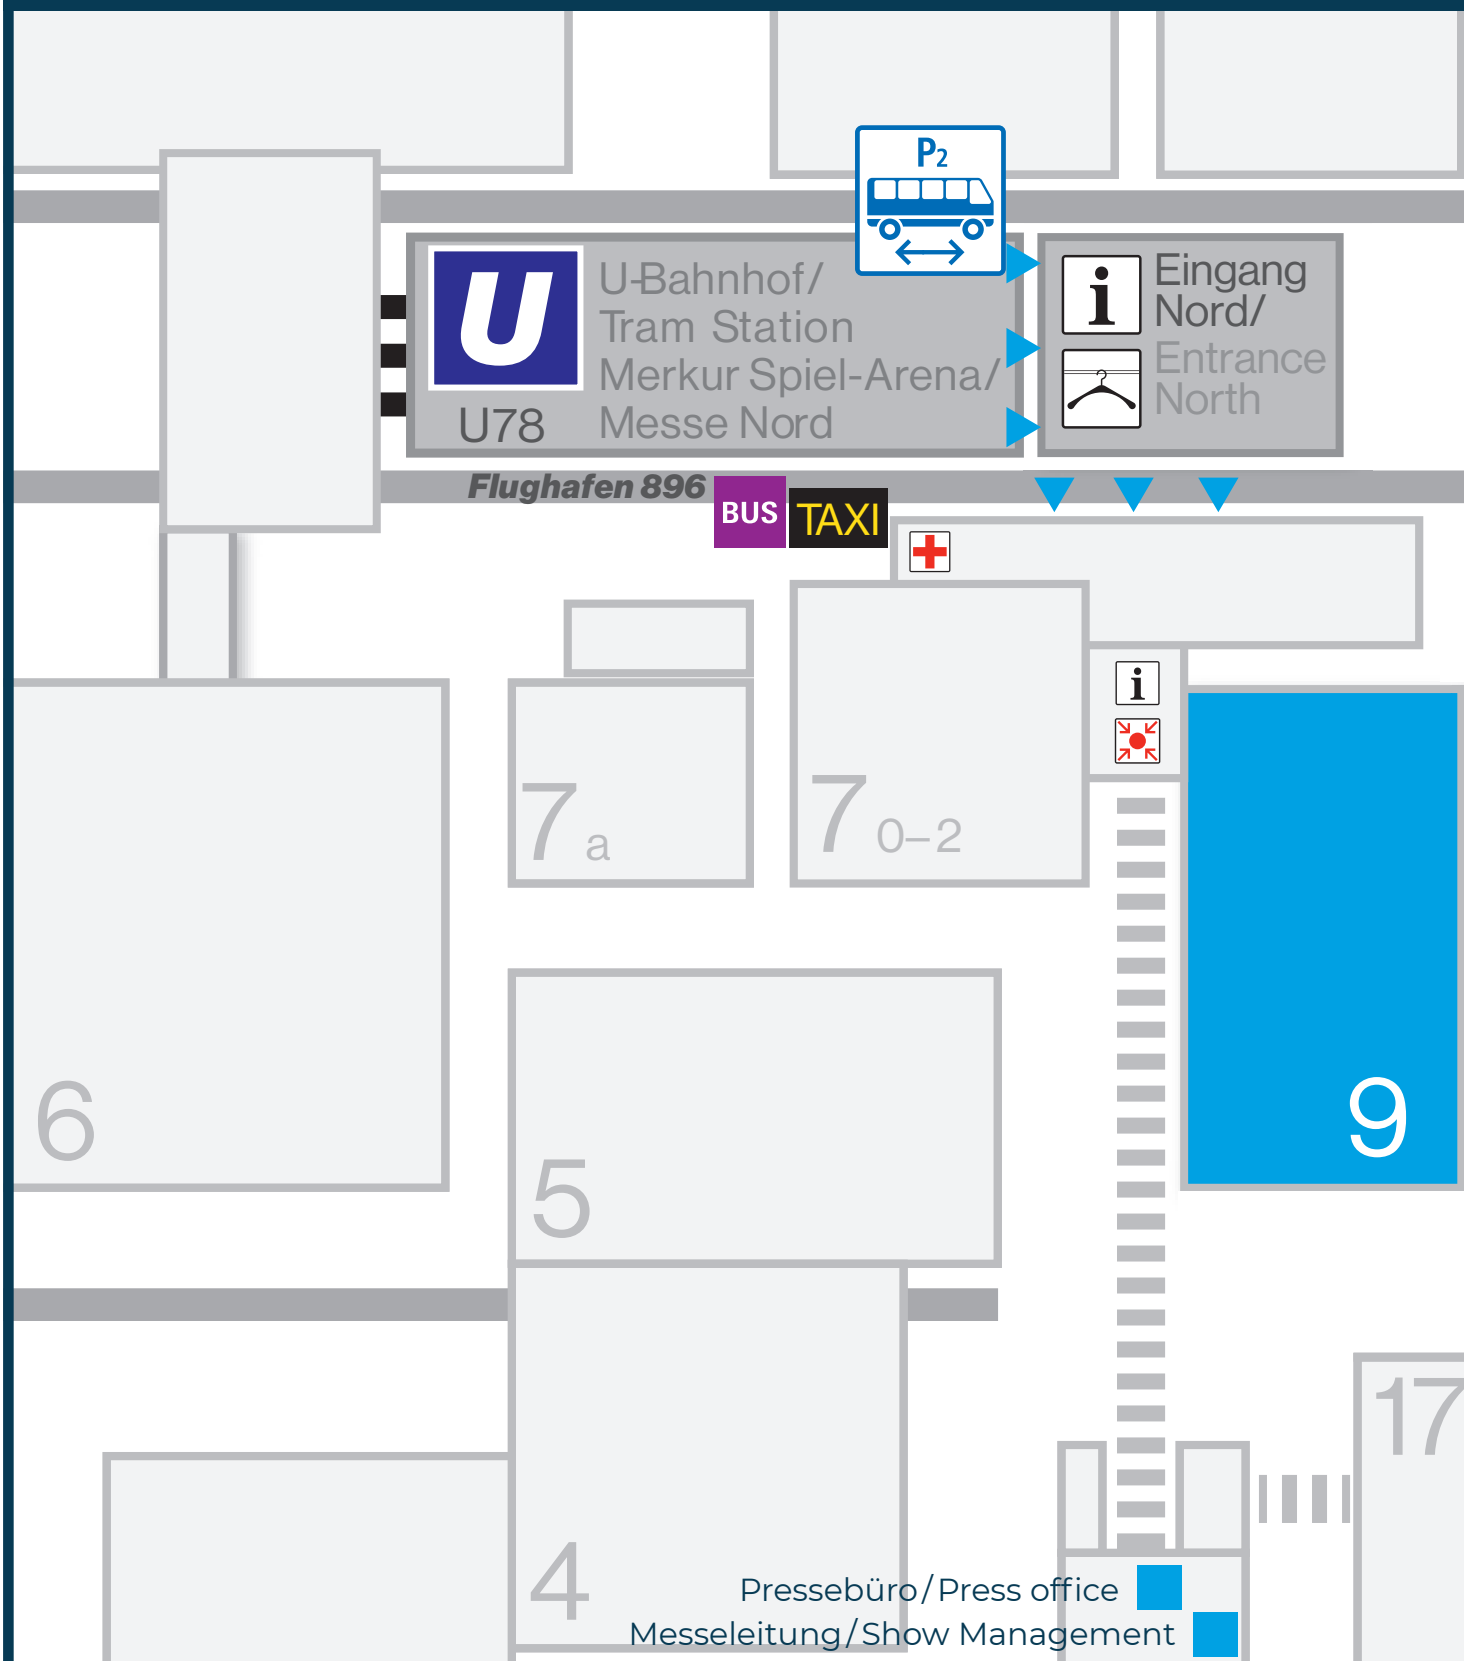 P2
U
U-Bahnhof/
Tram Station
Merkur Spiel-Arena/
Messe Nord
U78
i
Eingang
Nord/
Entrance
North
Flughafen 896
BUS
TAXI
i
7 a
7 0–2
6
5
9
17
4
Pressebüro/Press office
Messeleitung/Show Management